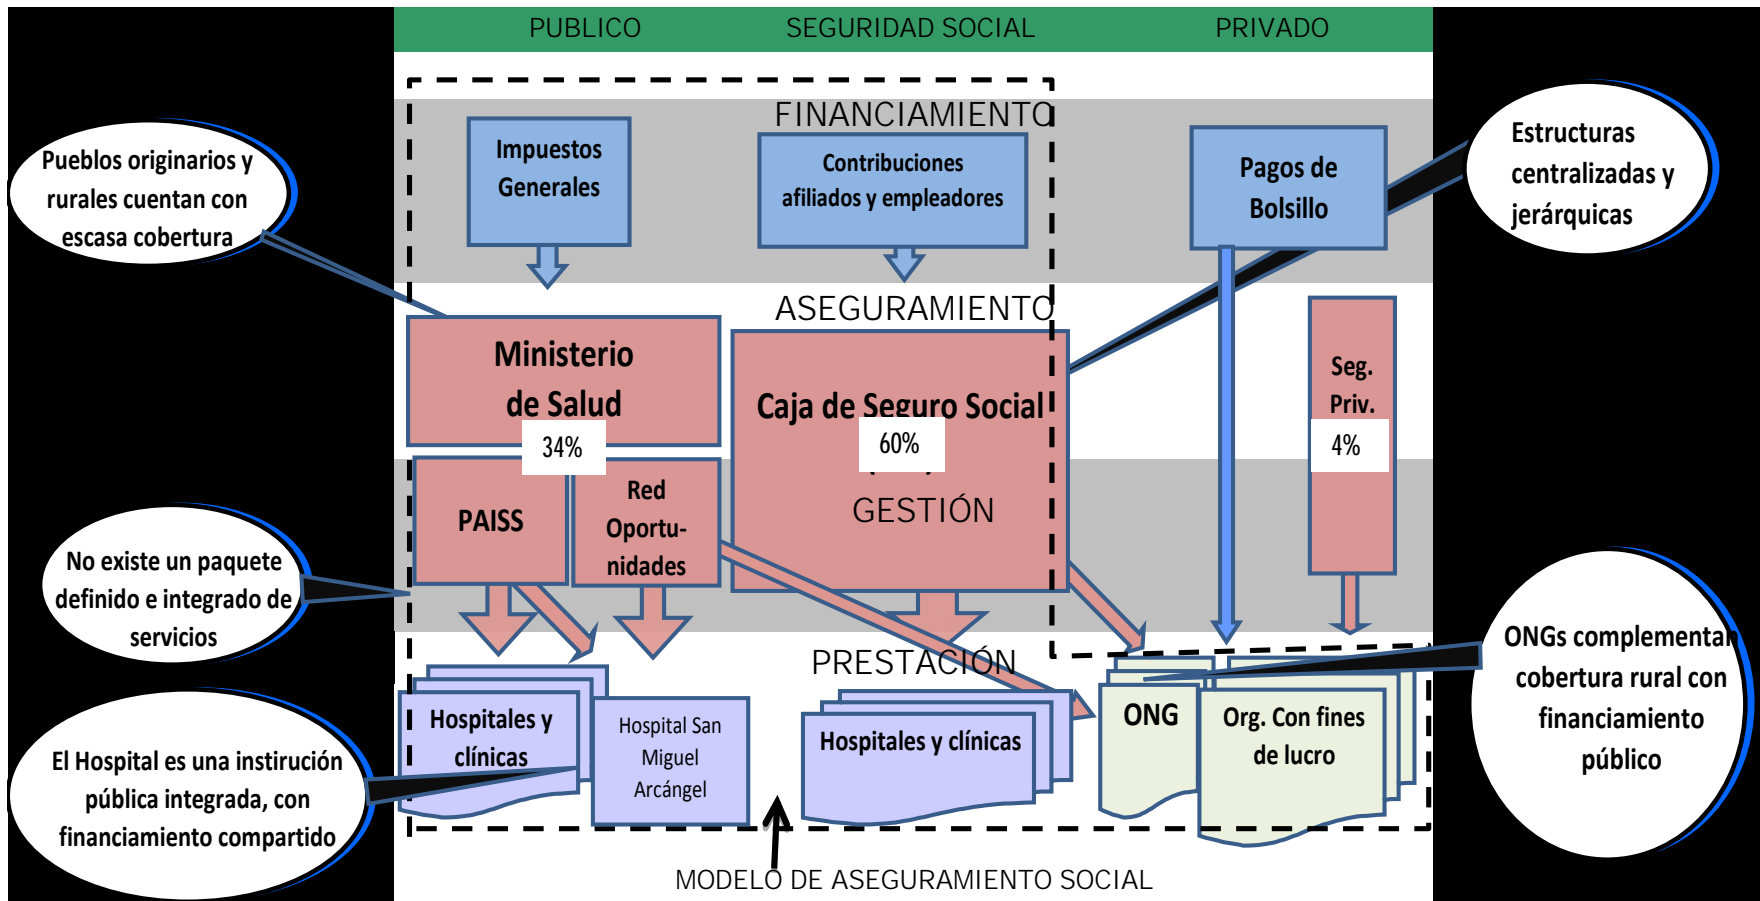 PUBLICO
SEGURIDAD SOCIAL
PRIVADO
FINANCIAMIENTO
Impuestos
Generales
Contribuciones
afiliados y empleadores
Pagos de
Bolsillo
Pueblos originarios y
rurales cuentan con
escasa cobertura
Estructuras
centralizadas y
jerárquicas
ASEGURAMIENTO
Ministerio
de Salud
34%
Caja de Seguro Social
60%
Seg.
Priv.
4%
GESTIÓN
PAISS
Red
Oportu-
nidades
No existe un paquete
definido e integrado de
servicios
PRESTACIÓN
Hospitales y
clínicas
Hospital San
Miguel
Arcángel
Hospitales y clínicas
ONG
Org. Con fines
de lucro
ONGs complementan
cobertura rural con
financiamiento
público
El Hospital es una instirución
pública integrada, con
financiamiento compartido
MODELO DE ASEGURAMIENTO SOCIAL